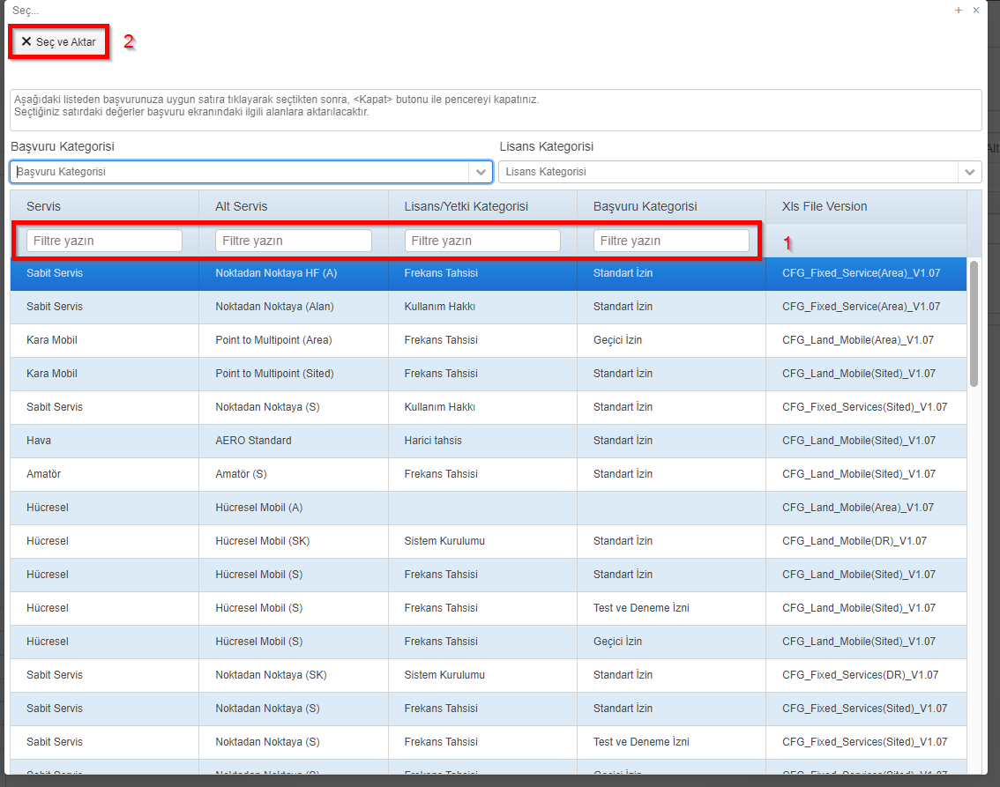 Seç...
Seç ve Aktar
2
Aşağıdaki listeden başvurunuza uygun satıra tıklayarak seçtikten sonra, <Kapat> butonu ile pencereyi kapatınız.
Seçtiğiniz satırdaki değerler başvuru ekranındaki ilgili alanlara aktarılacaktır.
Başvuru Kategorisi Lisans Kategorisi
Alt
Başvuru Kategorisi Lisans Kategorisi
Servis Alt Servis Lisans/Yetki Kategorisi Başvuru Kategorisi Xls File Version
Filtre yazın Filtre yazın Filtre yazın Filtre yazın 1
Sabit Servis Noktadan Noktaya HF (A) Frekans Tahsisi Standart İzin CFG_Fixed_Service(Area)_V1.07
Sabit Servis Noktadan Noktaya (Alan) Kullanım Hakkı Standart İzin CFG_Fixed_Service(Area)_V1.07
Kara Mobil Point to Multipoint (Area) Frekans Tahsisi Geçici İzin CFG_Land_Mobile(Area)_V1.07
Kara Mobil Point to Multipoint (Sited) Frekans Tahsisi Standart İzin CFG_Land_Mobile(Sited)_V1.07
Sabit Servis Noktadan Noktaya (S) Kullanım Hakkı Standart İzin CFG_Fixed_Services(Sited)_V1.07
Hava AERO Standard Harici tahsis Standart İzin CFG_Land_Mobile(Sited)_V1.07
Amatör Amatör (S) Frekans Tahsisi Standart İzin CFG_Land_Mobile(Sited)_V1.07
Hücresel Hücresel Mobil (A) CFG_Land_Mobile(Area)_V1.07
Hücresel Hücresel Mobil (SK) Sistem Kurulumu Standart İzin CFG_Land_Mobile(DR)_V1.07
Hücresel Hücresel Mobil (S) Frekans Tahsisi Standart İzin CFG_Land_Mobile(Sited)_V1.07
Hücresel Hücresel Mobil (S) Frekans Tahsisi Test ve Deneme İzni CFG_Land_Mobile(Sited)_V1.07
Hücresel Hücresel Mobil (S) Frekans Tahsisi Geçici İzin CFG_Land_Mobile(Sited)_V1.07
Sabit Servis Noktadan Noktaya (SK) Sistem Kurulumu Standart İzin CFG_Fixed_Services(DR)_V1.07
Sabit Servis Noktadan Noktaya (S) Frekans Tahsisi Standart İzin CFG_Fixed_Services(Sited)_V1.07
Sabit Servis Noktadan Noktaya (S) Frekans Tahsisi Test ve Deneme İzni CFG_Fixed_Services(Sited)_V1.07